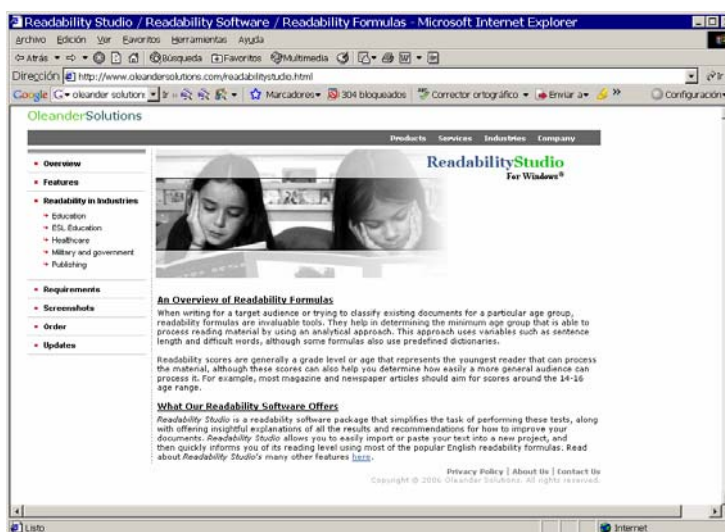 Readability Studio / Readability Software / Readability Formulas - Microsoft Internet Explorer
Archivo Edición Ver Favoritos Herramientas Ayuda
Atrás Búsqueda Favoritos Multimedia
Dirección http://www.oleandersolutions.com/readabilitystudio.html Ir
Google oleander solution Ir Marcadores 304 bloqueados Corrector ortográfico Enviar a Configuración
OleanderSolutions
Products Services Industries Company
ReadabilityStudio
For Windows®
Overview
Features
Readability in Industries
Education
ESL Education
Healthcare
Military and government
Publishing
Requirements
Screenshots
Order
Updates
An Overview of Readability Formulas
When writing for a target audience or trying to classify existing documents for a particular age group,
readability formulas are invaluable tools. They help in determining the minimum age group that is able to
process reading material by using an analytical approach. This approach uses variables such as sentence
length and difficult words, although some formulas also use predefined dictionaries.
Readability scores are generally a grade level or age that represents the youngest reader that can process
the material, although these scores can also help you determine how easily a more general audience can
process it. For example, most magazine and newspaper articles should aim for scores around the 14-16
age range.
What Our Readability Software Offers
Readability Studio is a readability software package that simplifies the task of performing these tests, along
with offering insightful explanations of all the results and recommendations for how to improve your
documents. Readability Studio allows you to easily import or paste your text into a new project, and
then quickly informs you of its reading level using most of the popular English readability formulas. Read
about Readability Studio's many other features here.
Privacy Policy | About Us | Contact Us
Copyright © 2006 Oleander Solutions. All rights reserved.
Listo Internet